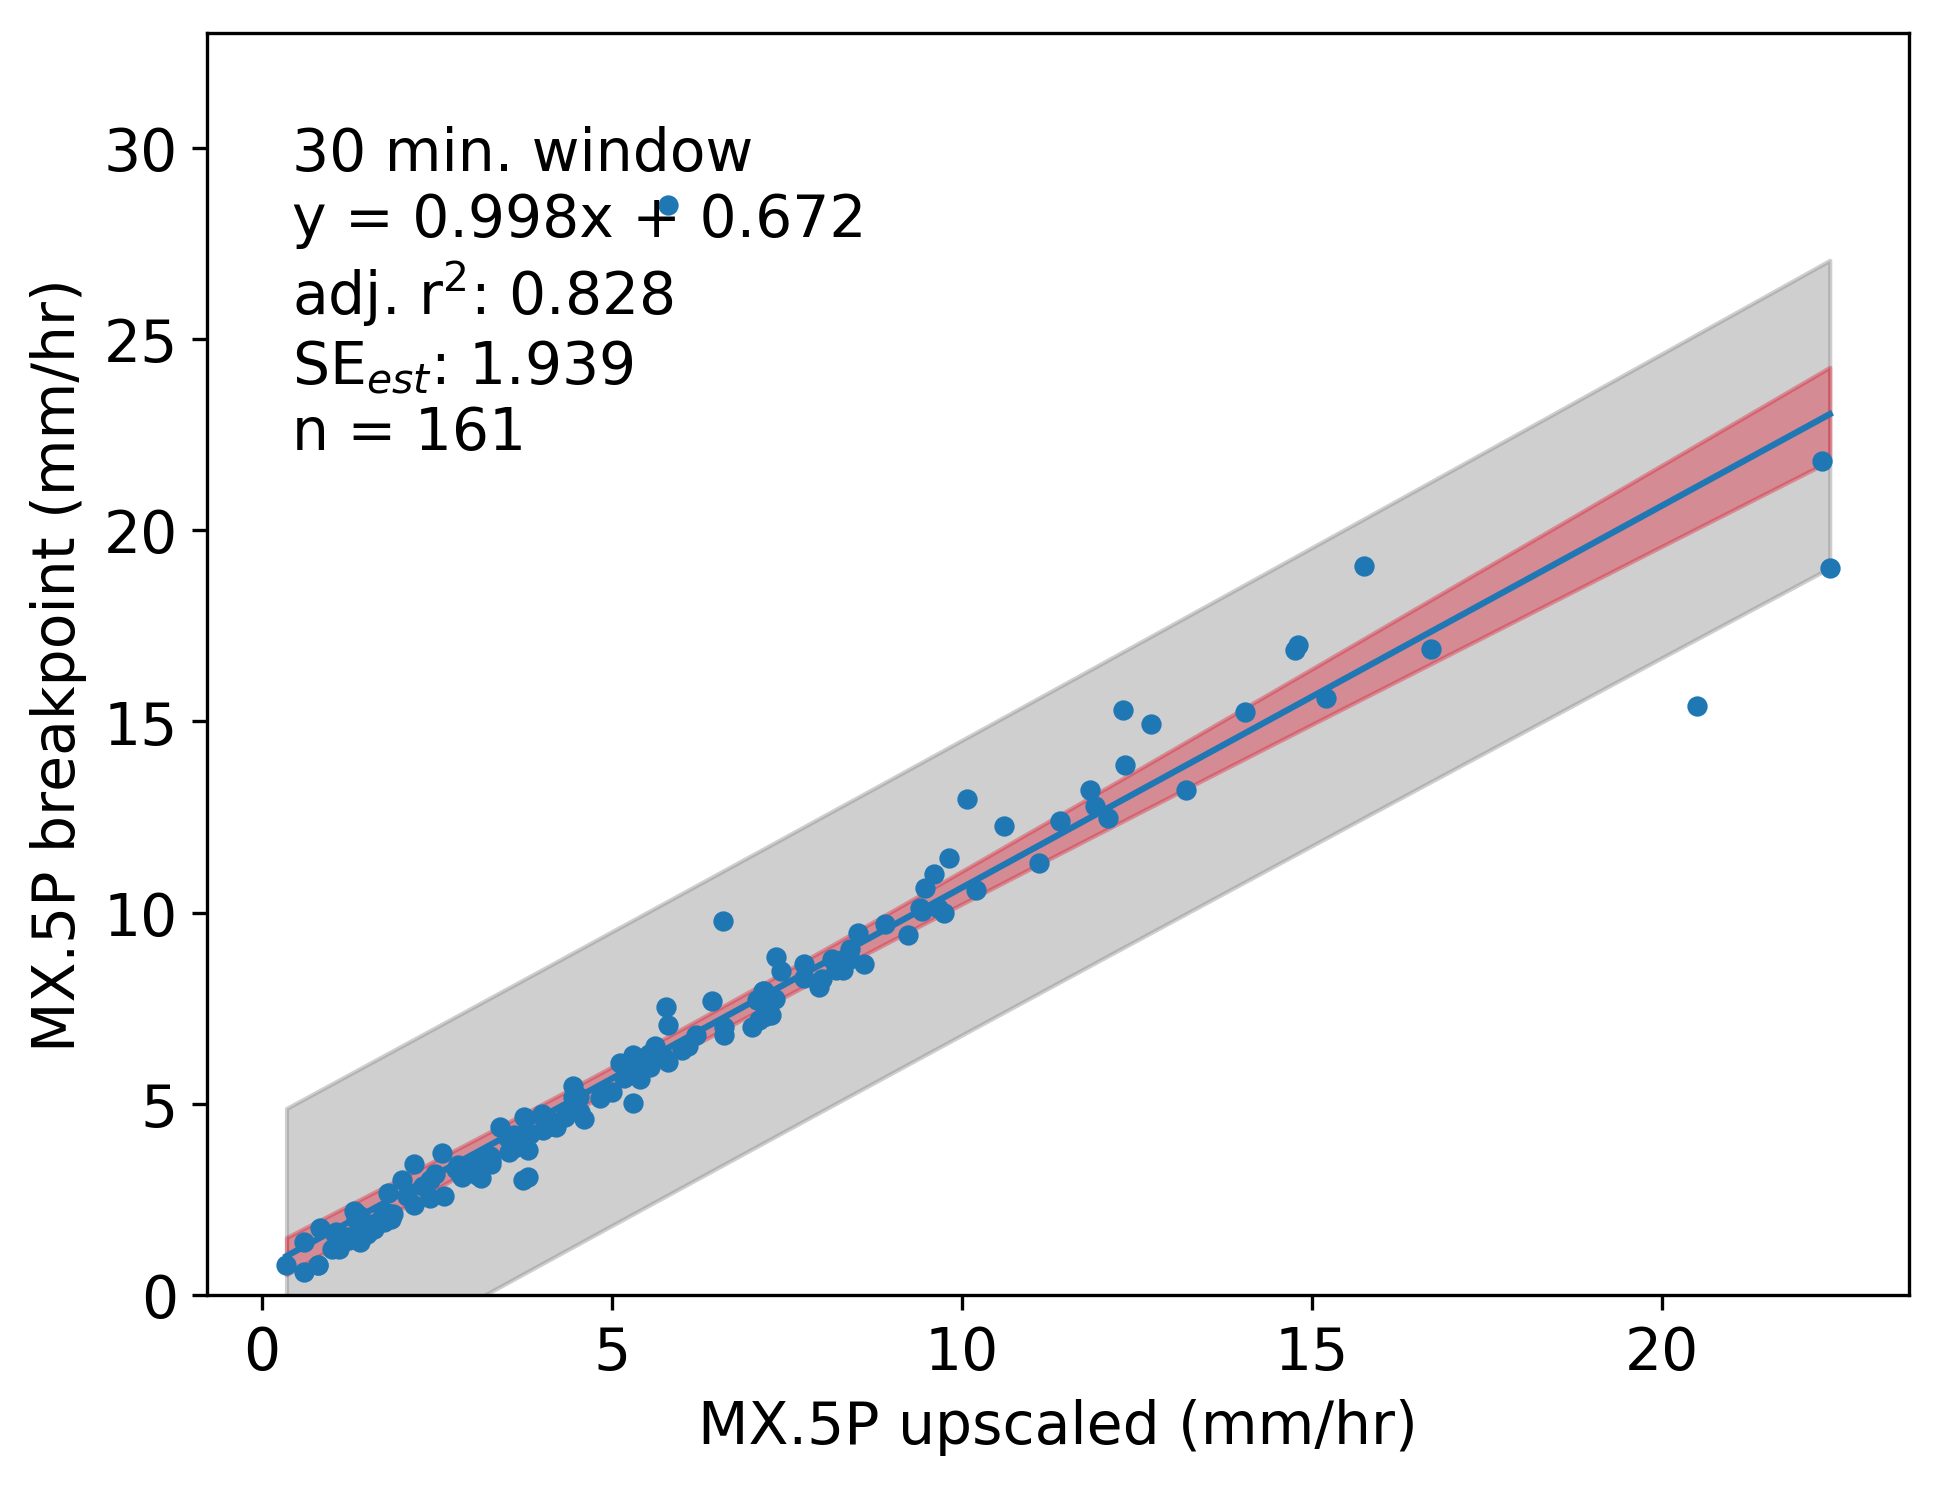 30 min. window
y = 0.998x + 0.672
adj. r²: 0.828
SEest: 1.939
n = 161
30
25
20
15
10
5
0
MX.5P breakpoint (mm/hr)
0 5 10 15 20
MX.5P upscaled (mm/hr)